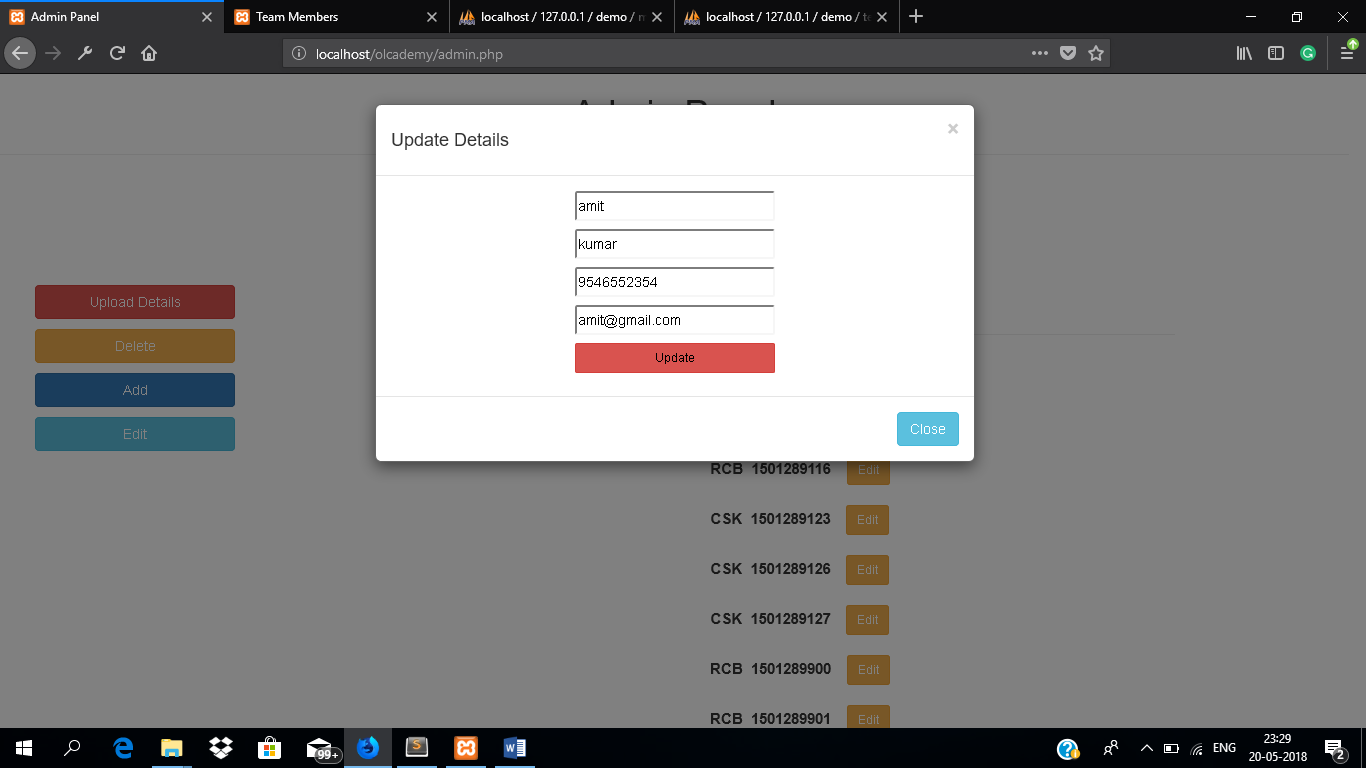 Admin Panel
Team Members
localhost / 127.0.0.1 / demo /
localhost / 127.0.0.1 / demo /
localhost/olcademy/admin.php
Update Details
×
amit
kumar
9546552354
amit@gmail.com
Update
Close
Upload Details
Delete
Add
Edit
RCB 1501289116 Edit
CSK 1501289123 Edit
CSK 1501289126 Edit
CSK 1501289127 Edit
RCB 1501289900 Edit
RCB 1501289901 Edit
99+
ENG
23:29
20-05-2018
2